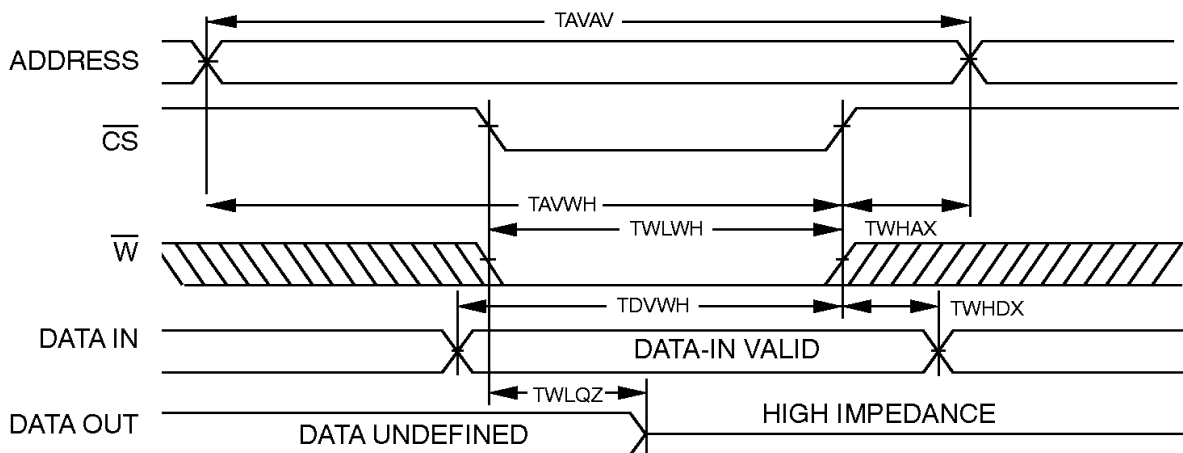 TAVAV
ADDRESS
CS
TAVWH
TWLWH
TWHAX
W
TDVWH
TWHDX
DATA IN
DATA-IN VALID
TWLQZ
DATA OUT
DATA UNDEFINED
HIGH IMPEDANCE